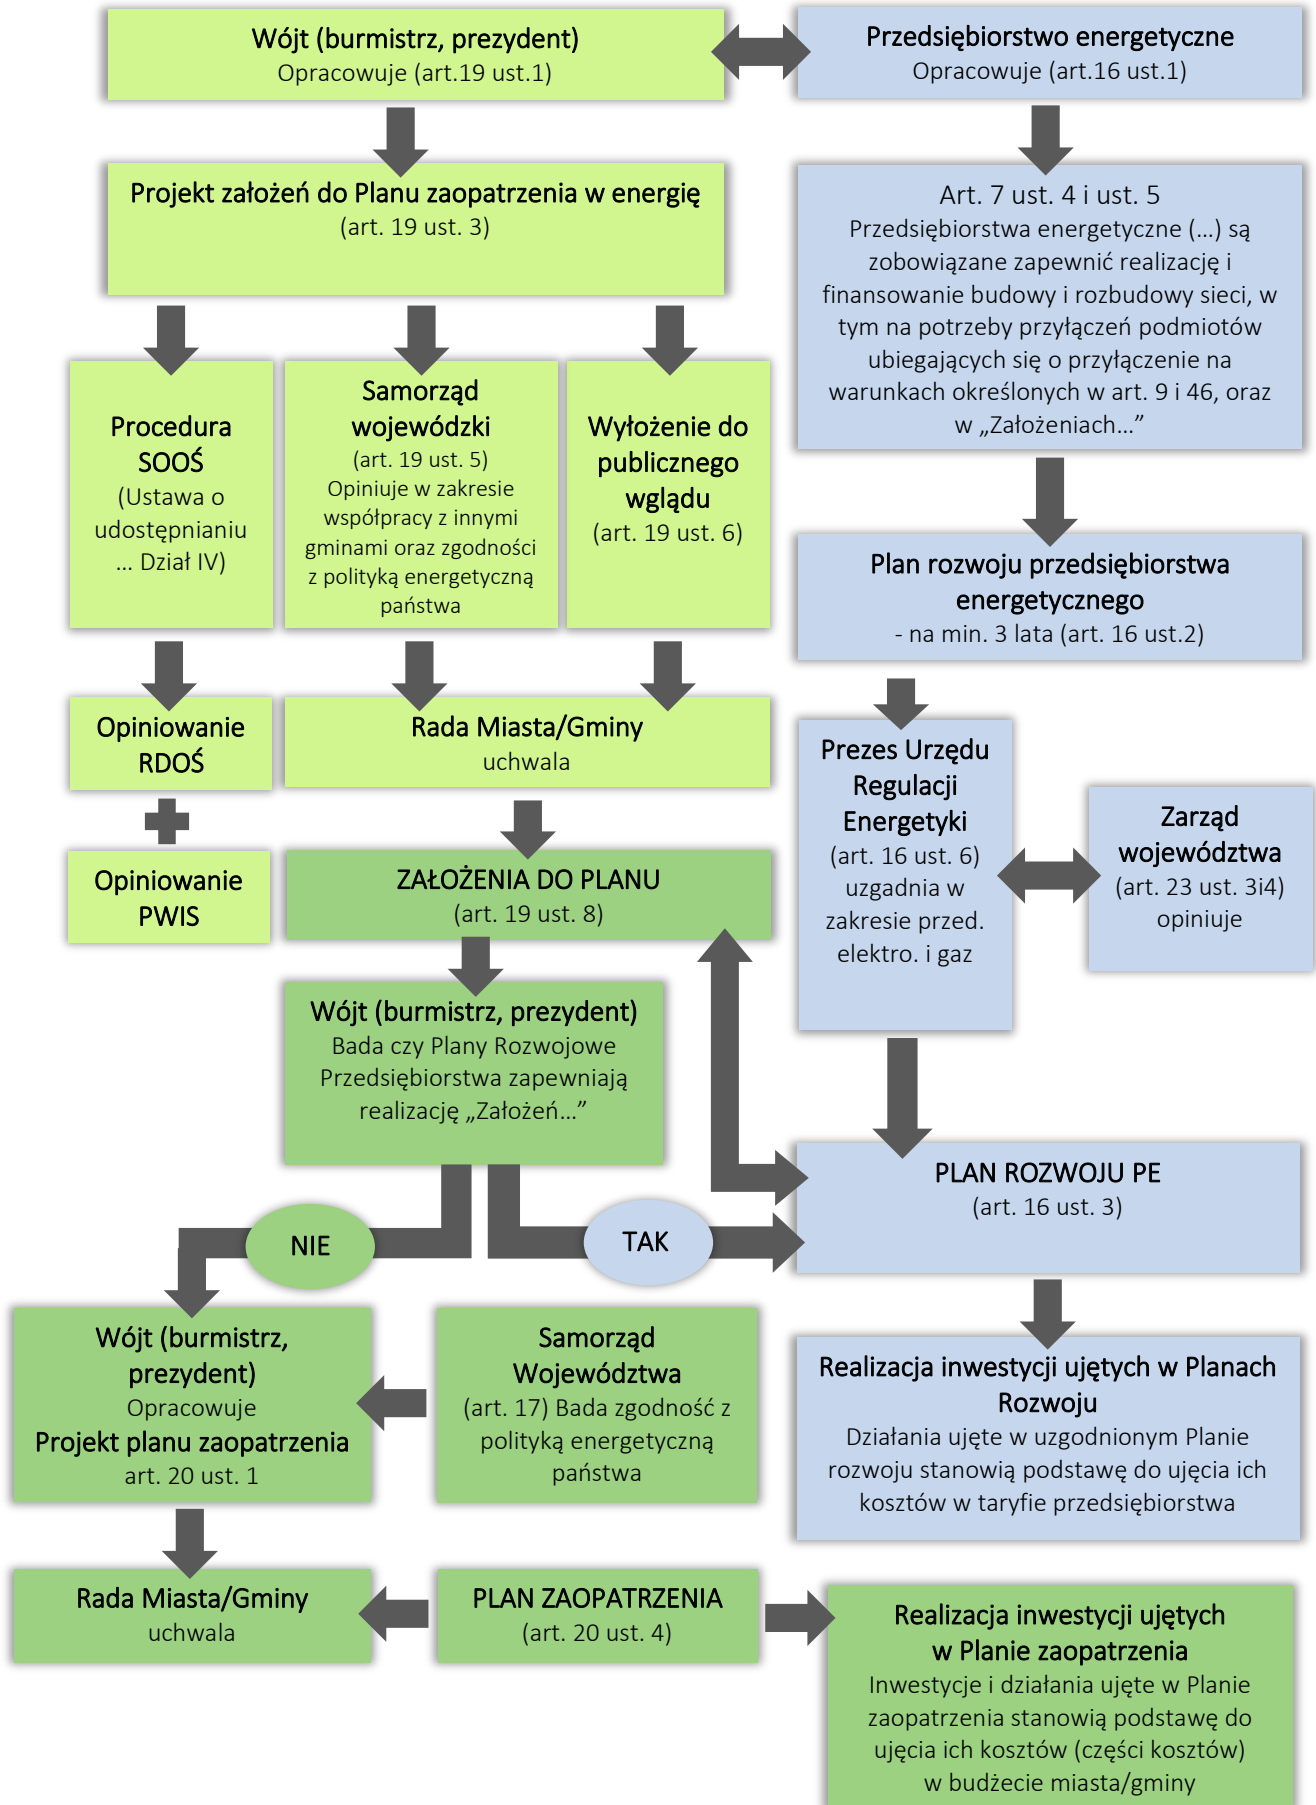 Wójt (burmistrz, prezydent)
Opracowuje (art.19 ust.1)
Przedsiębiorstwo energetyczne
Opracowuje (art.16 ust.1)
Projekt założeń do Planu zaopatrzenia w energię
(art. 19 ust. 3)
Art. 7 ust. 4 i ust. 5
Przedsiębiorstwa energetyczne (...) są
zobowiązane zapewnić realizację i
finansowanie budowy i rozbudowy sieci, w
tym na potrzeby przyłączeń podmiotów
ubiegających się o przyłączenie na
warunkach określonych w art. 9 i 46, oraz
w „Założeniach...”
Procedura
SOOŚ
(Ustawa o
udostępnianiu
... Dział IV)
Samorząd
wojewódzki
(art. 19 ust. 5)
Opiniuje w zakresie
współpracy z innymi
gminami oraz zgodności
z polityką energetyczną
państwa
Wyłożenie do
publicznego
wglądu
(art. 19 ust. 6)
Plan rozwoju przedsiębiorstwa
energetycznego
- na min. 3 lata (art. 16 ust.2)
Opiniowanie
RDOŚ
Rada Miasta/Gminy
uchwala
Prezes Urzędu
Regulacji
Energetyki
(art. 16 ust. 6)
uzgadnia w
zakresie przed.
elektro. i gaz
Zarząd
województwa
(art. 23 ust. 3i4)
opiniuje
Opiniowanie
PWIS
ZAŁOŻENIA DO PLANU
(art. 19 ust. 8)
Wójt (burmistrz, prezydent)
Bada czy Plany Rozwojowe
Przedsiębiorstwa zapewniają
realizację „Założeń...”
PLAN ROZWOJU PE
(art. 16 ust. 3)
NIE
TAK
Wójt (burmistrz,
prezydent)
Opracowuje
Projekt planu zaopatrzenia
art. 20 ust. 1
Samorząd
Województwa
(art. 17) Bada zgodność z
polityką energetyczną
państwa
Realizacja inwestycji ujętych w Planach
Rozwoju
Działania ujęte w uzgodnionym Planie
rozwoju stanowią podstawę do ujęcia ich
kosztów w taryfie przedsiębiorstwa
Rada Miasta/Gminy
uchwala
PLAN ZAOPATRZENIA
(art. 20 ust. 4)
Realizacja inwestycji ujętych
w Planie zaopatrzenia
Inwestycje i działania ujęte w Planie
zaopatrzenia stanowią podstawę do
ujęcia ich kosztów (części kosztów)
w budżecie miasta/gminy